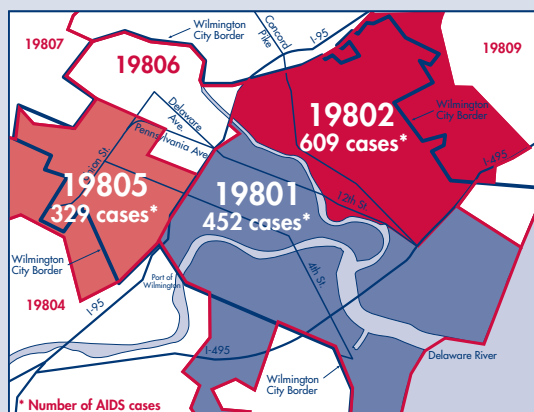 Wilmington
City Border
19807
19806
Concord
Pike
I-95
19809
Delaware
Ave.
Pennsylvania Ave.
19802
609 cases*
Wilmington
City Border
I-495
Union St.
19805
329 cases*
19801
452 cases*
12th St.
4th St.
Wilmington
City Border
Port of
Wilmington
19804
I-95
I-495
Delaware River
Wilmington
City Border
* Number of AIDS cases